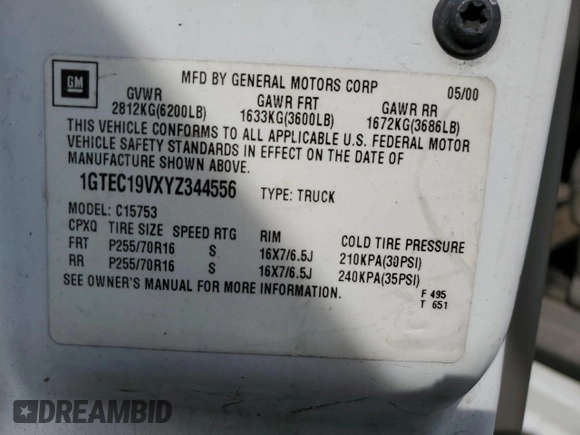 GM
MFD BY GENERAL MOTORS CORP 05/00
GVWR GAWR FRT GAWR RR
2812KG(6200LB) 1633KG(3600LB) 1672KG(3686LB)
THIS VEHICLE CONFORMS TO ALL APPLICABLE U.S. FEDERAL MOTOR
VEHICLE SAFETY STANDARDS IN EFFECT ON THE DATE OF
MANUFACTURE SHOWN ABOVE.
1GTEC19VXYZ344556 TYPE: TRUCK
MODEL: C15753
CPXQ TIRE SIZE SPEED RTG RIM COLD TIRE PRESSURE
FRT P255/70R16 S 16X7/6.5J 210KPA(30PSI)
RR P255/70R16 S 16X7/6.5J 240KPA(35PSI)
SEE OWNER'S MANUAL FOR MORE INFORMATION.
F 495
T 651
DREAMBID